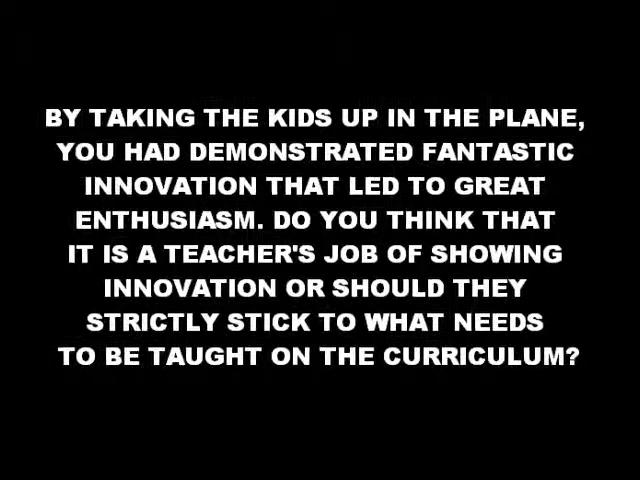 BY TAKING THE KIDS UP IN THE PLANE,
YOU HAD DEMONSTRATED FANTASTIC
INNOVATION THAT LED TO GREAT
ENTHUSIASM. DO YOU THINK THAT
IT IS A TEACHER'S JOB OF SHOWING
INNOVATION OR SHOULD THEY
STRICTLY STICK TO WHAT NEEDS
TO BE TAUGHT ON THE CURRICULUM?